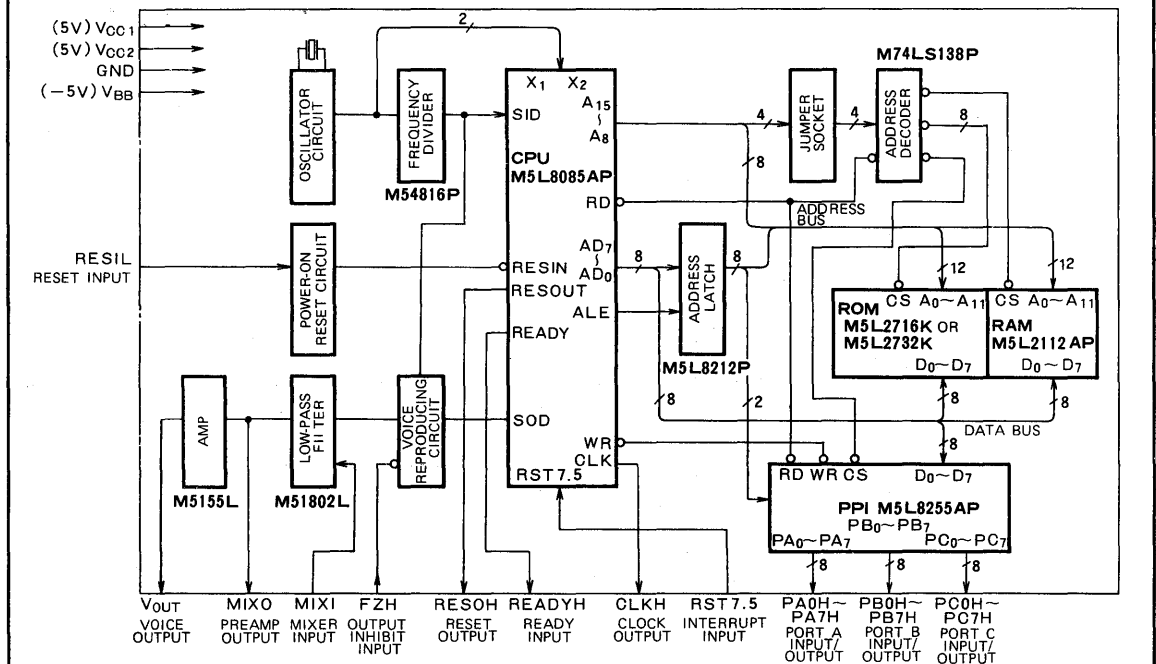 (5V) VCC1
(5V) VCC2
GND
(−5V) VBB
2
OSCILLATOR
CIRCUIT
FREQUENCY
DIVIDER
M54816P
X1 X2
SID
A15
~
A8
CPU
M5L8085AP
RD
AD7
~
AD0
RESIN
RESOUT
ALE
READY
SOD
WR
CLK
RST7.5
4
JUMPER
SOCKET
4
M74LS138P
ADDRESS
DECODER
8
8
ADDRESS
BUS
RESIL
RESET INPUT
POWER-ON
RESET CIRCUIT
8
ADDRESS
LATCH
8
M5L8212P
12
12
CS A0~A11
ROM
M5L2716K OR
M5L2732K
D0~D7
CS A0~A11
RAM
M5L2112AP
D0~D7
8
8
8
DATA BUS
8
2
AMP
M5155L
LOW-PASS
FIITER
M51802L
VOICE
REPRODUCING
CIRCUIT
RD WR CS D0~D7
PPI M5L8255AP
PB0~PB7
PA0~PA7 PC0~PC7
8
8
8
VOUT
VOICE
OUTPUT
MIXO
PREAMP
OUTPUT
MIXI
MIXER
INPUT
FZH
OUTPUT
INHIBIT
INPUT
RESOH
RESET
OUTPUT
READYH
READY
INPUT
CLKH
CLOCK
OUTPUT
RST7.5
INTERRUPT
INPUT
PA0H~
PA7H
PORT A
INPUT/
OUTPUT
PB0H~
PB7H
PORT B
INPUT/
OUTPUT
PC0H~
PC7H
PORT C
INPUT/
OUTPUT